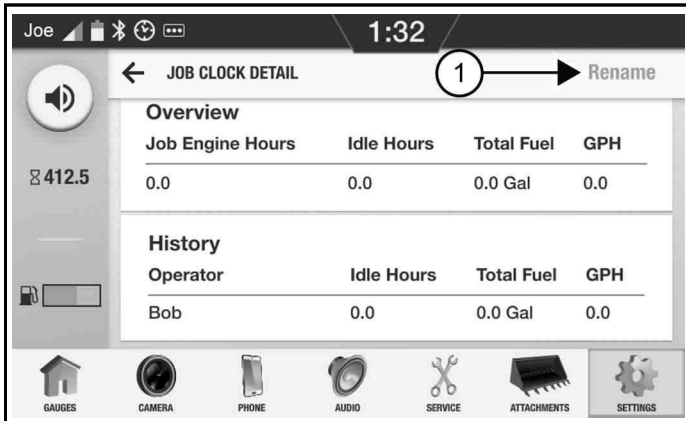 Joe 1:32
JOB CLOCK DETAIL 1 Rename
Overview
Job Engine Hours Idle Hours Total Fuel GPH
0.0 0.0 0.0 Gal 0.0
412.5
History
Operator Idle Hours Total Fuel GPH
Bob 0.0 0.0 Gal 0.0
GAUGES CAMERA PHONE AUDIO SERVICE ATTACHMENTS SETTINGS